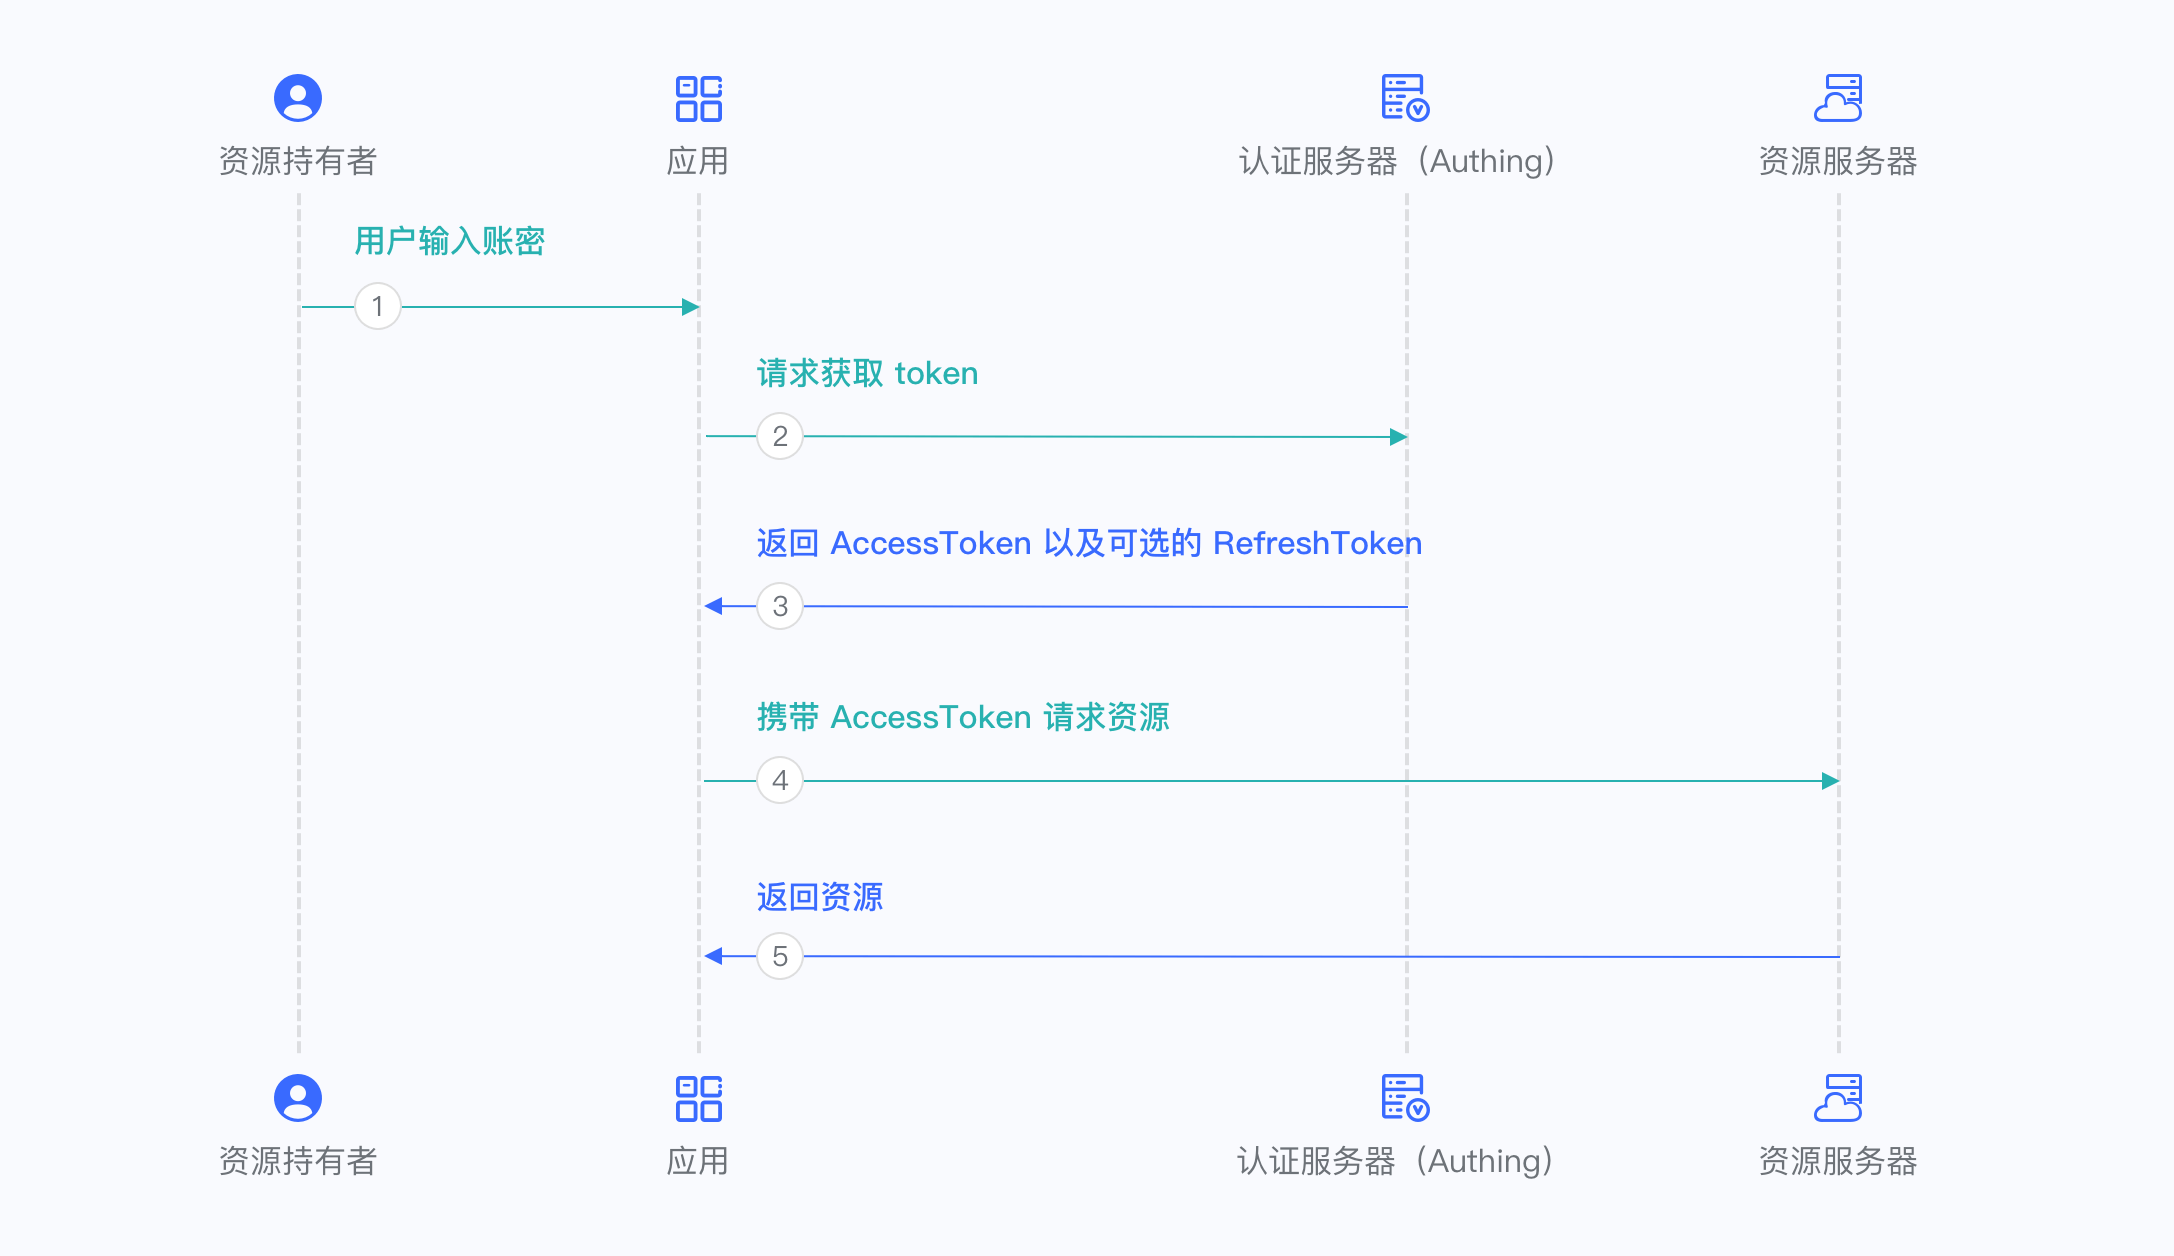 资源持有者
应用
认证服务器（Authing）
资源服务器
用户输入账密
1
请求获取 token
2
返回 AccessToken 以及可选的 RefreshToken
3
携带 AccessToken 请求资源
4
返回资源
5
资源持有者
应用
认证服务器（Authing）
资源服务器